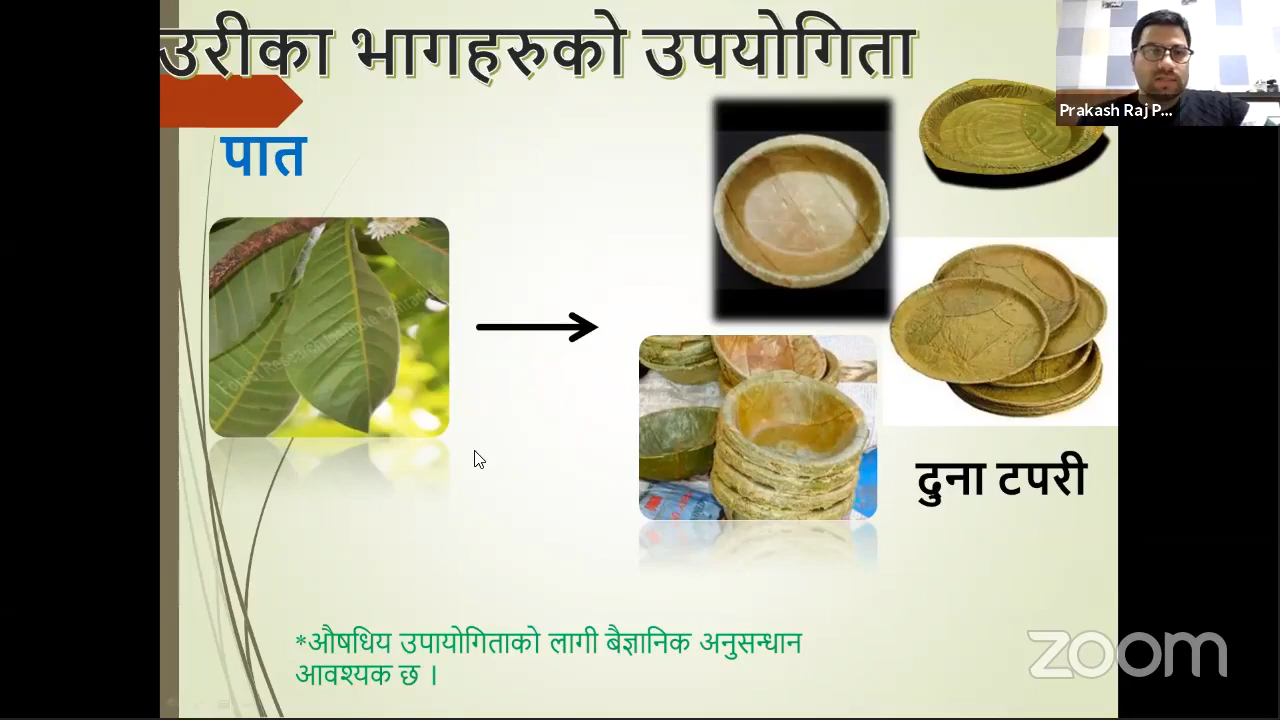 उरीका भागहरुको उपयोगिता
Prakash Raj P...
पात
दुना टपरी
*औषधिय उपायोगिताको लागी बैज्ञानिक अनुसन्धान
आवश्यक छ ।
zoom